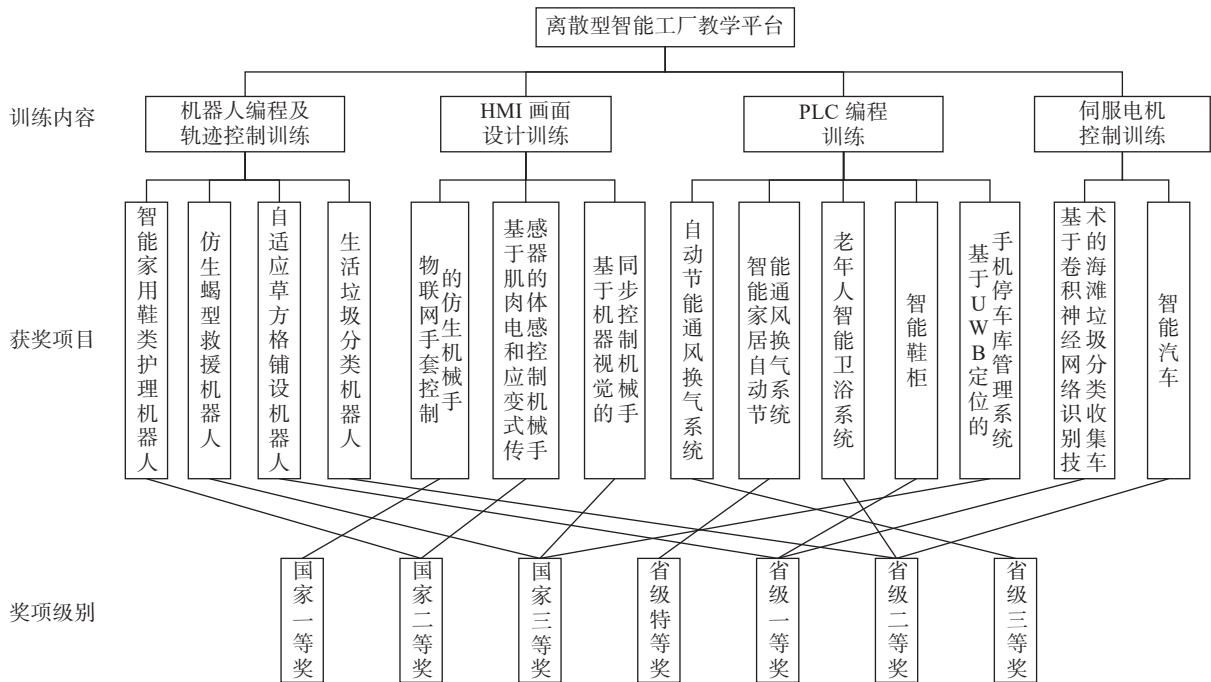 离散型智能工厂教学平台
训练内容
机器人编程及
轨迹控制训练
HMI 画面
设计训练
PLC 编程
训练
伺服电机
控制训练
获奖项目
智能家用鞋类护理机器人
仿生蝎型救援机器人
自适应草方格铺设机器人
生活垃圾分类机器人
物联网手套控制
的仿生机械手
基于肌肉电和应变式传
感器的体感控制机械手
基于机器视觉的
同步控制机械手
自动节能通风换气系统
智能家居自动节
能通风换气系统
老年人智能卫浴系统
智能鞋柜
基于UWB定位的
手机停车库管理系统
基于卷积神经网络识别技
术的海滩垃圾分类收集车
智能汽车
奖项级别
国家一等奖
国家二等奖
国家三等奖
省级特等奖
省级一等奖
省级二等奖
省级三等奖